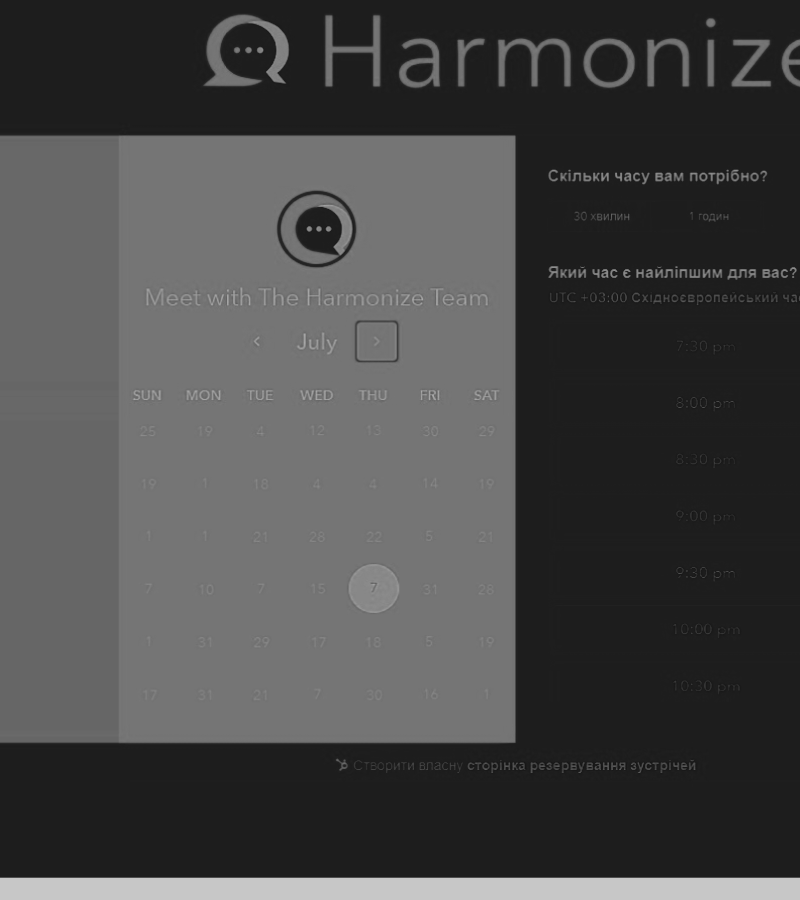 Harmonize
Meet with The Harmonize Team
July
SUN MON TUE WED THU FRI SAT
25 19 4 12 13 30 29
19 1 18 4 4 14 19
1 1 21 28 22 5 21
7 10 7 15 7 31 28
1 31 29 17 18 5 19
17 31 21 7 30 16 1
Скільки часу вам потрібно?
30 хвилин 1 годин
Який час є найліпшим для вас?
UTC +03:00 Східноєвропейський
7:30 pm
8:00 pm
8:30 pm
9:00 pm
9:30 pm
10:00 pm
10:30 pm
Створити власну сторінка резервування зустрічей